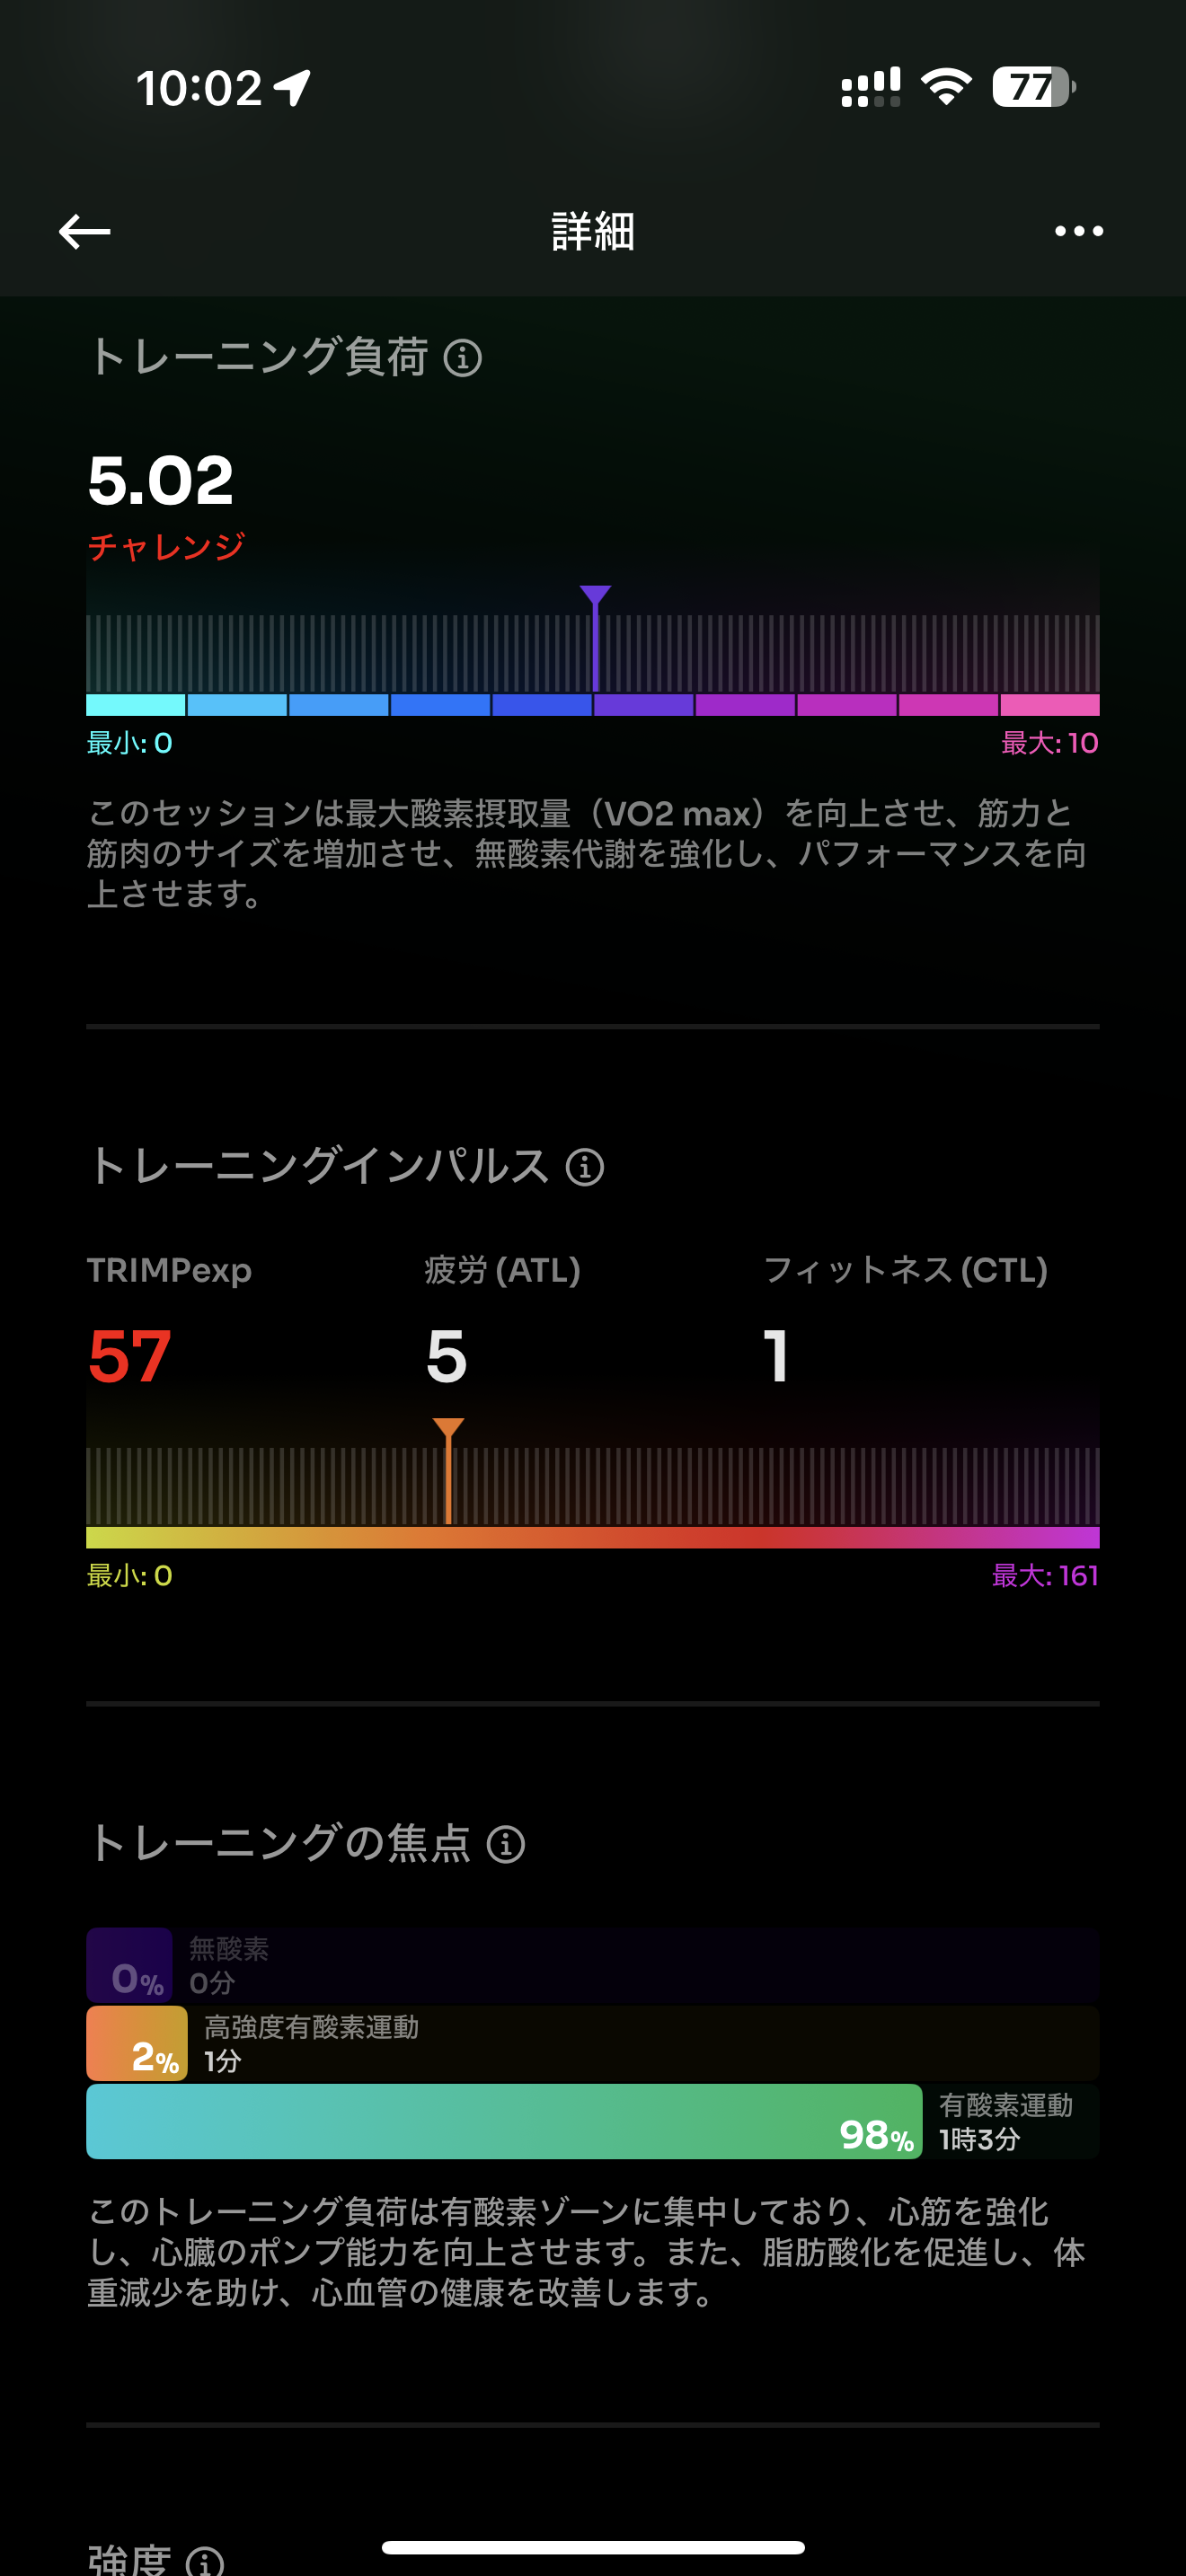 10:02
77
詳細
トレーニング負荷
5.02
チャレンジ
最小: 0
最大: 10
このセッションは最大酸素摂取量（VO2 max）を向上させ、筋力と
筋肉のサイズを増加させ、無酸素代謝を強化し、パフォーマンスを向
上させます。
トレーニングインパルス
TRIMPexp
疲労 (ATL)
フィットネス (CTL)
57
5
1
最小: 0
最大: 161
トレーニングの焦点
0%
無酸素
0分
2%
高強度有酸素運動
1分
98%
有酸素運動
1時3分
このトレーニング負荷は有酸素ゾーンに集中しており、心筋を強化
し、心臓のポンプ能力を向上させます。また、脂肪酸化を促進し、体
重減少を助け、心血管の健康を改善します。
強度